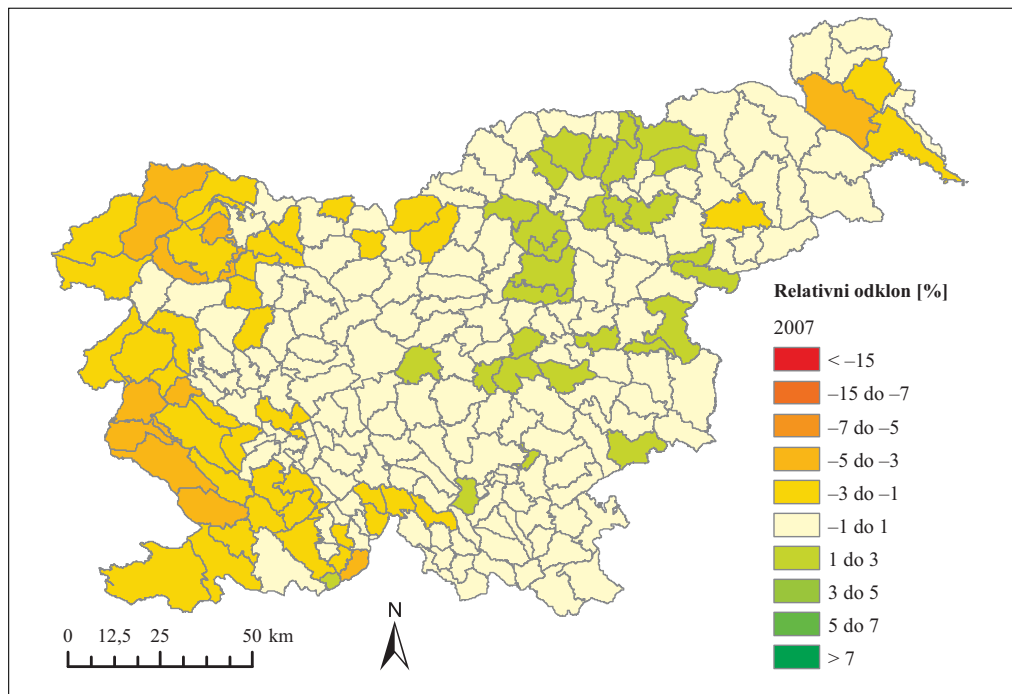 Relativni odklon [%]
2007
< –15
–15 do –7
–7 do –5
–5 do –3
–3 do –1
–1 do 1
1 do 3
3 do 5
5 do 7
> 7
N
0 12,5 25 50 km